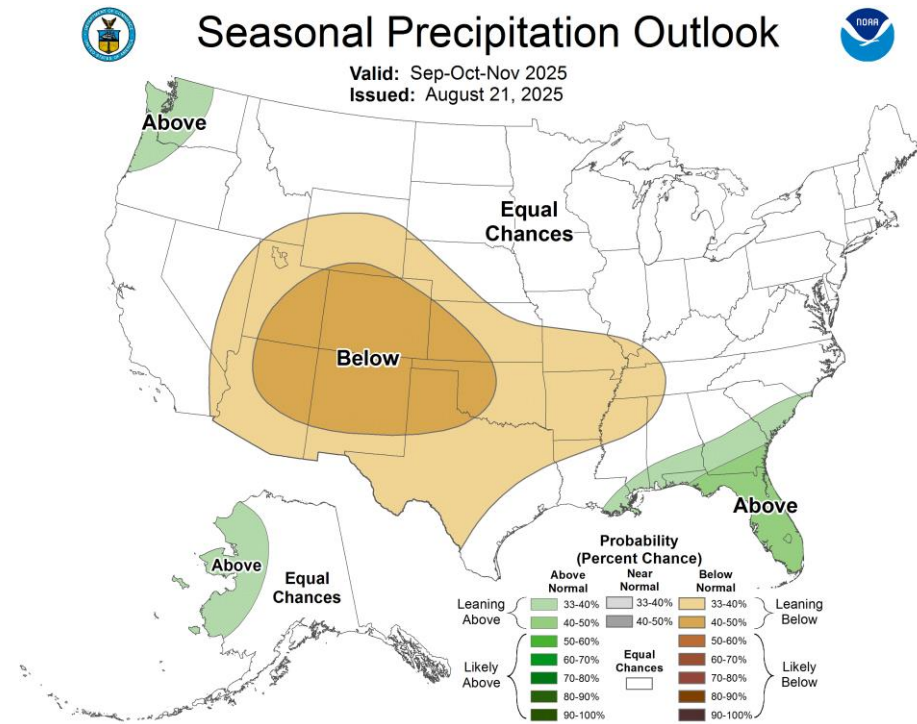 Seasonal Precipitation Outlook
NOAA
Valid: Sep-Oct-Nov 2025
Issued: August 21, 2025
Above
Equal
Chances
Below
Above
Above
Equal
Chances
Probability
(Percent Chance)
Above
Normal
Near
Normal
Below
Normal
Leaning
Above
33-40%
40-50%
Likely
Above
50-60%
60-70%
70-80%
80-90%
90-100%
33-40%
40-50%
Equal
Chances
33-40%
40-50%
Leaning
Below
50-60%
60-70%
70-80%
80-90%
90-100%
Likely
Below